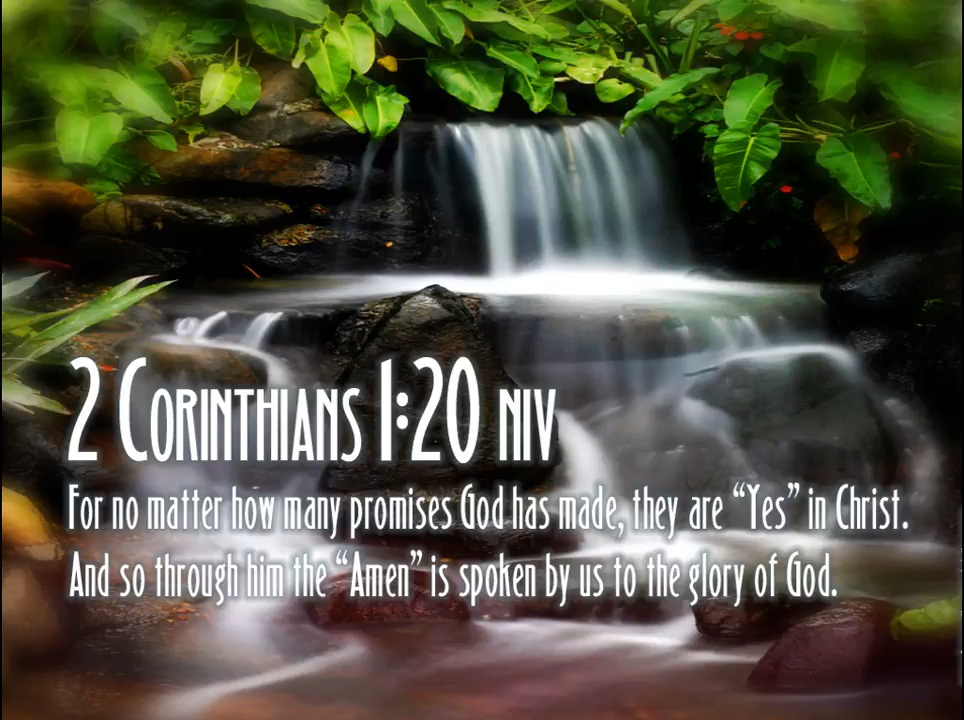 2 Corinthians 1:20 NIV
For no matter how many promises God has made, they are “Yes” in Christ.
And so through him the “Amen” is spoken by us to the glory of God.